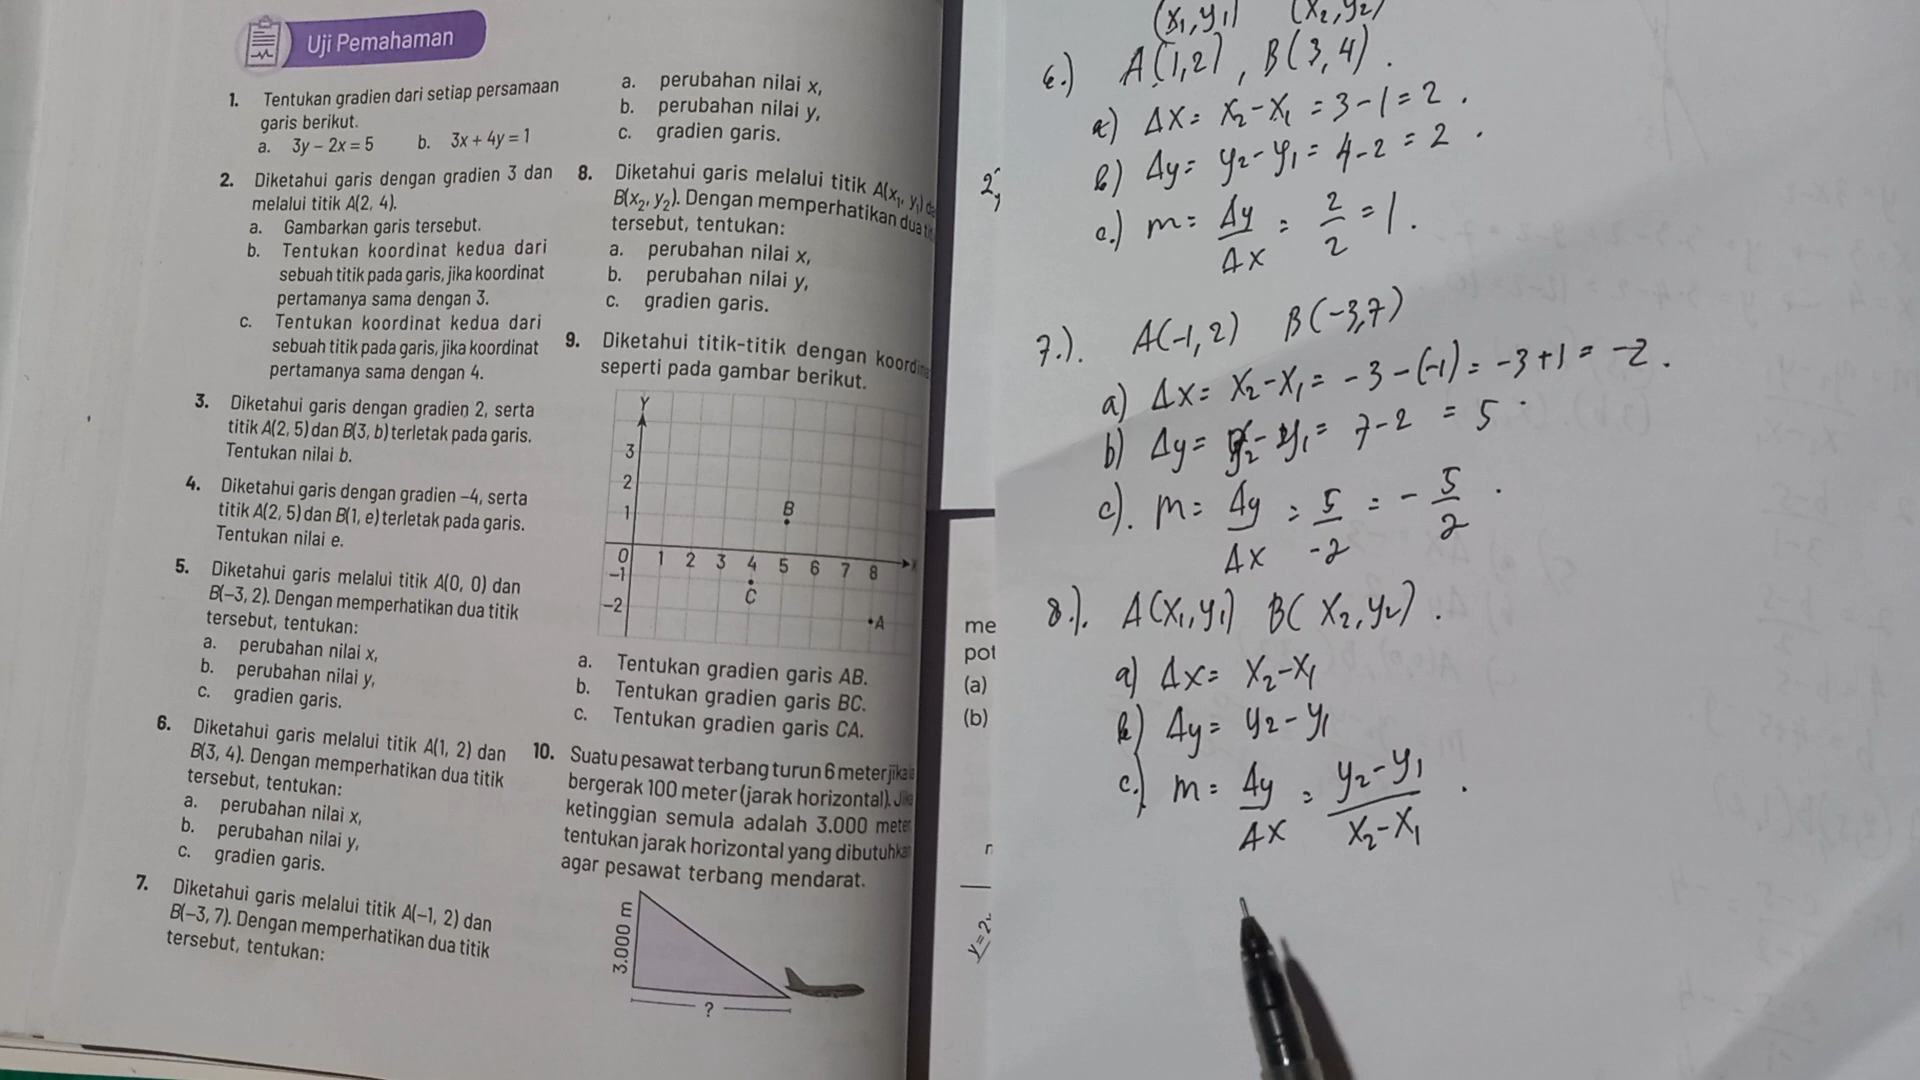 Uji Pemahaman
1. Tentukan gradien dari setiap persamaan
garis berikut.
a. 3y – 2x = 5 b. 3x + 4y = 1
2. Diketahui garis dengan gradien 3 dan
melalui titik A(2, 4).
a. Gambarkan garis tersebut.
b. Tentukan koordinat kedua dari
sebuah titik pada garis, jika koordinat
pertamanya sama dengan 3.
c. Tentukan koordinat kedua dari
sebuah titik pada garis, jika koordinat
pertamanya sama dengan 4.
3. Diketahui garis dengan gradien 2, serta
titik A(2, 5) dan B(3, b) terletak pada garis.
Tentukan nilai b.
4. Diketahui garis dengan gradien –4, serta
titik A(2, 5) dan B(1, e) terletak pada garis.
Tentukan nilai e.
5. Diketahui garis melalui titik A(0, 0) dan
B(–3, 2). Dengan memperhatikan dua titik
tersebut, tentukan:
a. perubahan nilai x,
b. perubahan nilai y,
c. gradien garis.
6. Diketahui garis melalui titik A(1, 2) dan
B(3, 4). Dengan memperhatikan dua titik
tersebut, tentukan:
a. perubahan nilai x,
b. perubahan nilai y,
c. gradien garis.
7. Diketahui garis melalui titik A(–1, 2) dan
B(–3, 7). Dengan memperhatikan dua titik
tersebut, tentukan:
a. perubahan nilai x,
b. perubahan nilai y,
c. gradien garis.
8. Diketahui garis melalui titik A(x₁, y₁)
B(x₂, y₂). Dengan memperhatikan dua
tersebut, tentukan:
a. perubahan nilai x,
b. perubahan nilai y,
c. gradien garis.
9. Diketahui titik-titik dengan
seperti pada gambar berikut.
Y
3
2
1
B
0 1 2 3 4 5 6 7 8 X
–1
C
–2
A
a. Tentukan gradien garis AB.
b. Tentukan gradien garis BC.
c. Tentukan gradien garis CA.
10. Suatu pesawat terbang turun 6 meter jika
bergerak 100 meter (jarak horizontal).
ketinggian semula adalah 3.000 meter
tentukan jarak horizontal yang dibutuhkan
agar pesawat terbang mendarat.
3.000 m
?
me
pot
(a)
(b)
(x₁, y₁) (x₂, y₂)
6.) A(1,2), B(3,4).
a) Δx = x₂ - x₁ = 3 - 1 = 2.
b) Δy = y₂ - y₁ = 4 - 2 = 2.
c.) m = Δy/Δx = 2/2 = 1.
7.). A(-1, 2) B(-3,7)
a) Δx = x₂ - x₁ = -3 - (-1) = -3 + 1 = -2.
b) Δy = y₂ - y₁ = 7 - 2 = 5.
c). m = Δy/Δx = 5/-2 = - 5/2.
8.). A(x₁, y₁) B(x₂, y₂).
a) Δx = x₂ - x₁
b) Δy = y₂ - y₁
c.) m = Δy/Δx = y₂ - y₁/x₂ - x₁.